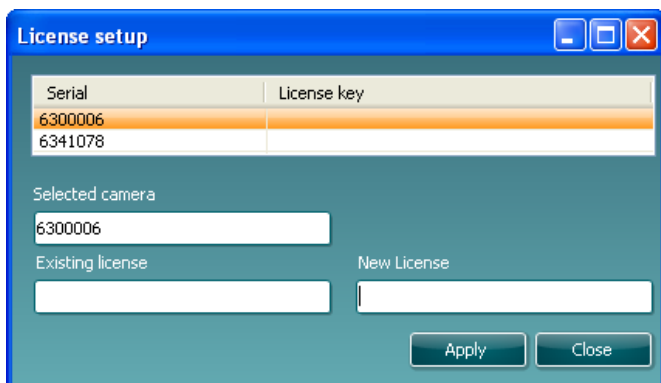 License setup
Serial License key
6300006
6341078
Selected camera
6300006
Existing license New License
Apply Close